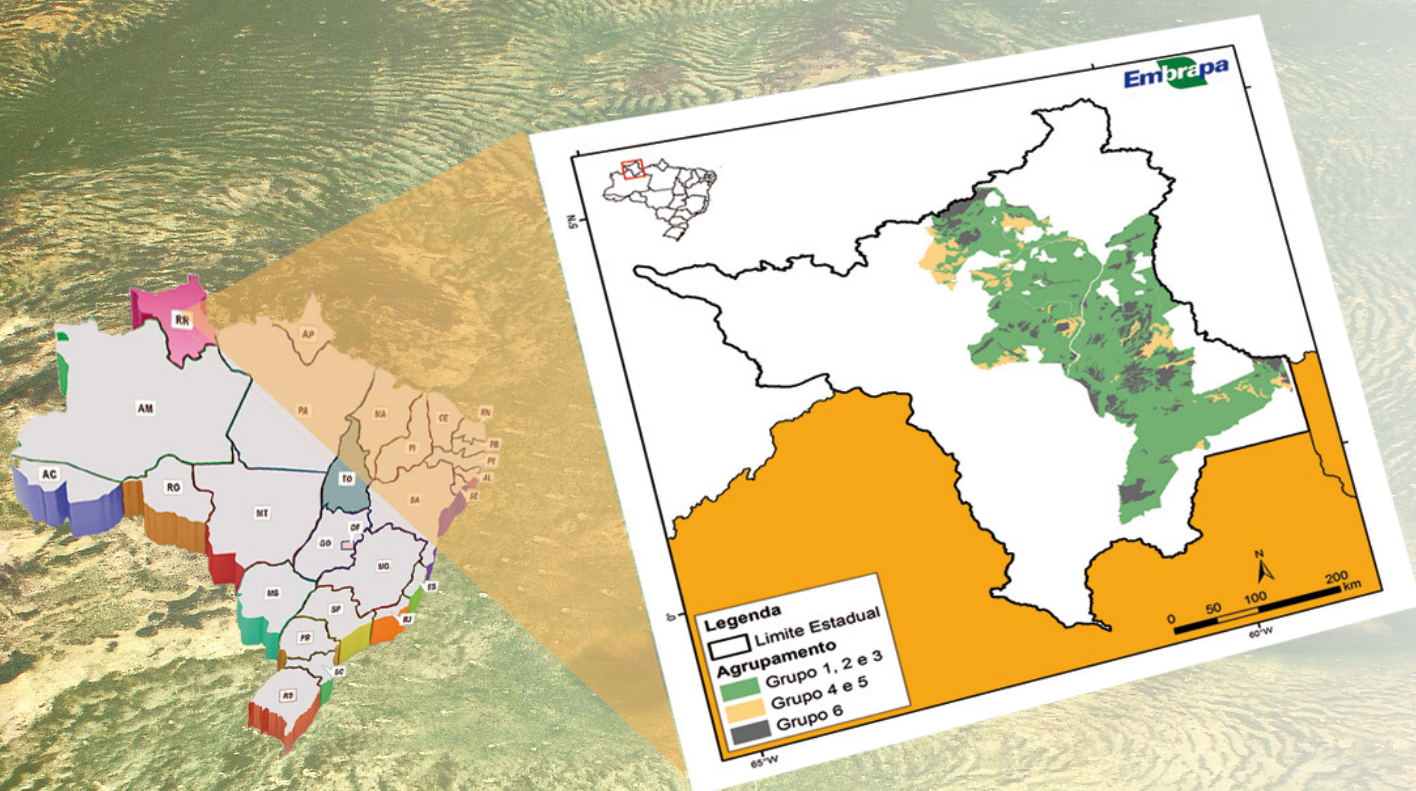 RR
AP
AM
PA
MA
CE
RN
PB
PE
AL
SE
PI
BA
AC
RO
TO
MT
DF
GO
MG
ES
MS
SP
RJ
PR
SC
RS
Embrapa
5°N
0°
65°W
60°W
N
0 50 100 200
km
Legenda
Limite Estadual
Agrupamento
Grupo 1, 2 e 3
Grupo 4 e 5
Grupo 6